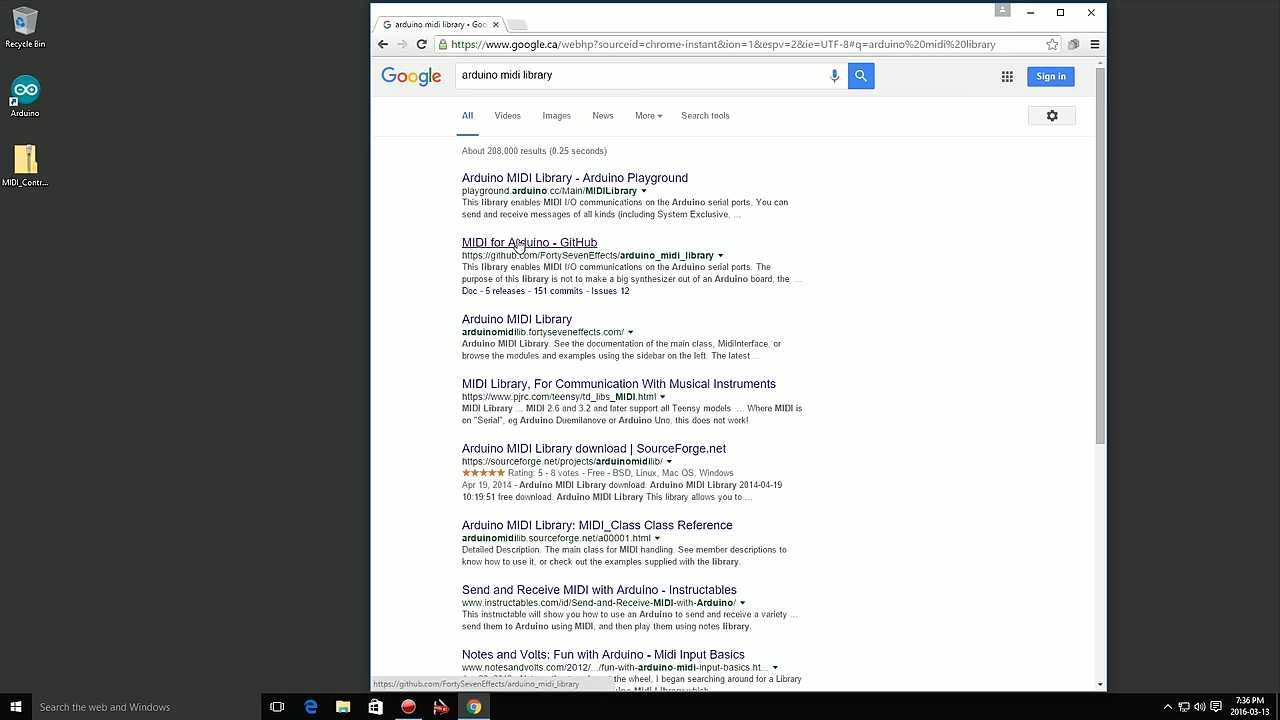 Recycle Bin
Arduino
MIDI_Contr...
arduino midi library • Goo
https://www.google.ca/webhp?sourceid=chrome-instant&ion=1&espv=2&ie=UTF-8#q=arduino%20midi%20library
Google
arduino midi library
Sign in
All
Videos
Images
News
More
Search tools
About 208,000 results (0.25 seconds)
Arduino MIDI Library - Arduino Playground
playground.arduino.cc/Main/MIDILibrary
This library enables MIDI I/O communications on the Arduino serial ports. You can
send and receive messages of all kinds (including System Exclusive, ...
MIDI for Arduino - GitHub
https://github.com/FortySevenEffects/arduino_midi_library
This library enables MIDI I/O communications on the Arduino serial ports. The
purpose of this library is not to make a big synthesizer out of an Arduino board, the ...
Doc - 5 releases - 151 commits - Issues 12
Arduino MIDI Library
arduinomidilib.fortyseveneffects.com/
Arduino MIDI Library. See the documentation of the main class, MidiInterface, or
browse the modules and examples using the sidebar on the left. The latest ...
MIDI Library, For Communication With Musical Instruments
https://www.pjrc.com/teensy/td_libs_MIDI.html
MIDI Library ... MIDI 2.6 and 3.2 and later support all Teensy models. ... Where MIDI is
on "Serial", eg Arduino Duemilanove or Arduino Uno, this does not work!
Arduino MIDI Library download | SourceForge.net
https://sourceforge.net/projects/arduinomidilib/
Rating: 5 - 8 votes - Free - BSD, Linux, Mac OS, Windows
Apr 19, 2014 - Arduino MIDI Library download. Arduino MIDI Library 2014-04-19
10:19:51 free download. Arduino MIDI Library This library allows you to ...
Arduino MIDI Library: MIDI_Class Class Reference
arduinomidilib.sourceforge.net/a00001.html
Detailed Description. The main class for MIDI handling. See member descriptions to
know how to use it, or check out the examples supplied with the library.
Send and Receive MIDI with Arduino - Instructables
www.instructables.com/id/Send-and-Receive-MIDI-with-Arduino/
This instructable will show you how to use an Arduino to send and receive a variety ...
send them to Arduino using MIDI, and then play them using notes library.
Notes and Volts: Fun with Arduino - Midi Input Basics
www.notesandvolts.com/2012/.../fun-with-arduino-midi-input-basics.ht...
the wheel, I began searching around for a Library
https://github.com/FortySevenEffects/arduino_midi_library
Search the web and Windows
7:36 PM
2016-03-13